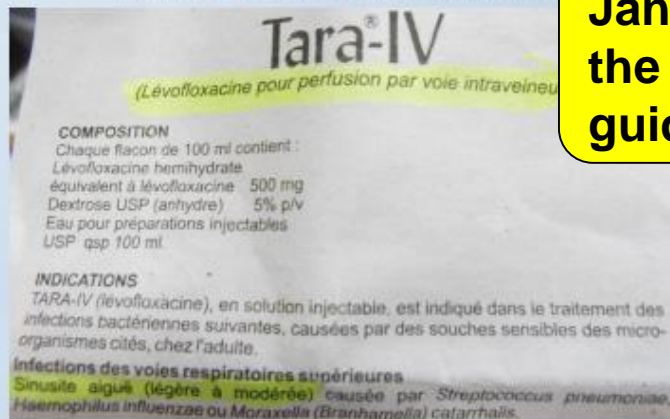 Jan
the
guid
Tara®-IV
(Lévofloxacine pour perfusion par voie intraveineu
COMPOSITION
Chaque flacon de 100 ml contient :
Lévofloxacine hemihydrate
équivalent à lévofloxacine 500 mg
Dextrose USP (anhydre) 5% p/v
Eau pour préparations injectables
USP qsp 100 ml
INDICATIONS
TARA-IV (lévofloxacine), en solution injectable, est indiqué dans le traitement des
infections bactériennes suivantes, causées par des souches sensibles des micro-
organismes cités, chez l'adulte.
Infections des voies respiratoires supérieures
Sinusite aiguë (légère à modérée) causée par Streptococcus pneumoniae
Haemophilus influenzae ou Moraxella (Branhamella) catarrhalis.